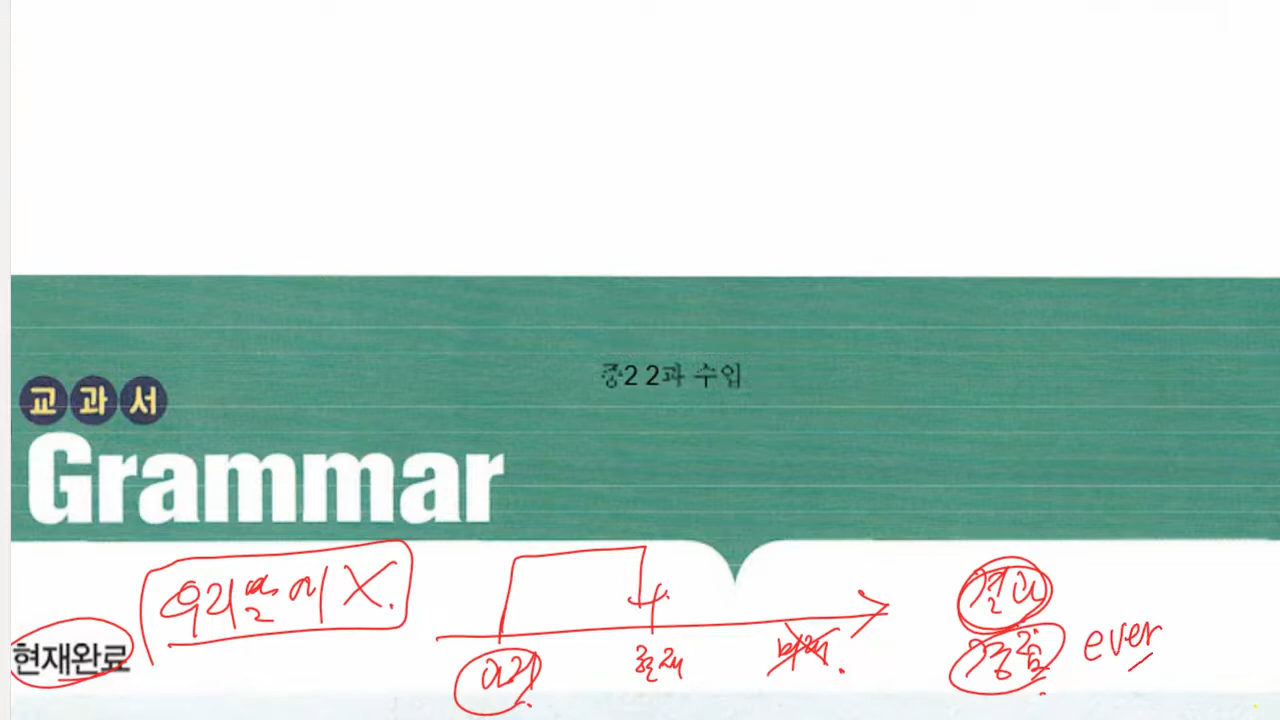 중2 2과 수업
교과서
Grammar
우리말에 X.
결과
현재완료
과거
현재
미래
경험
ever